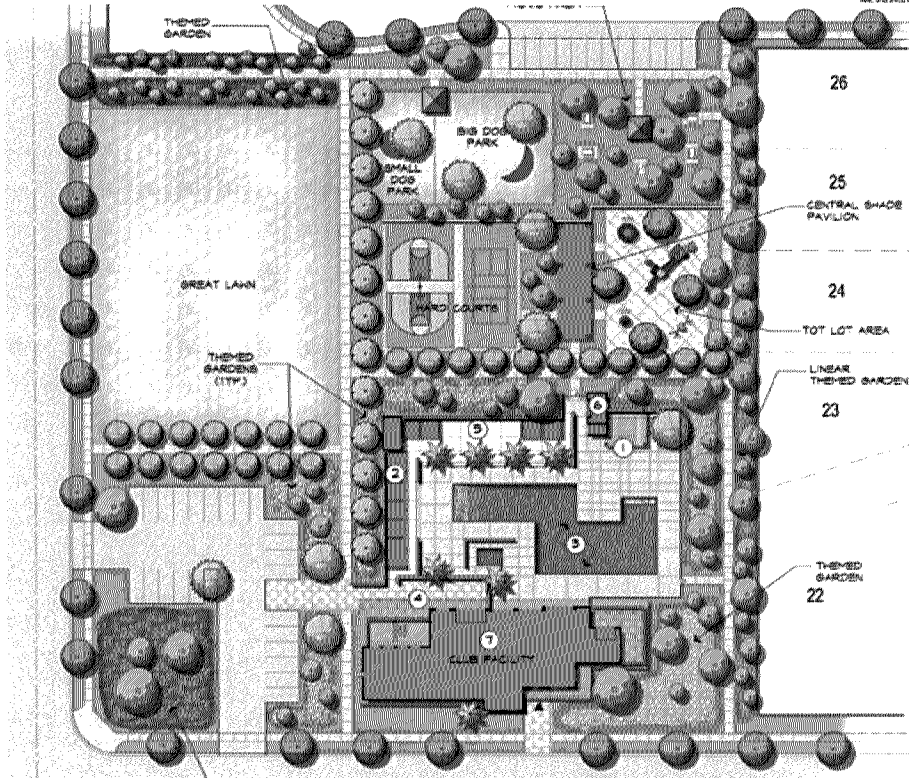 THEMED
GARDEN
26
BIG DOG
PARK
SMALL
DOG
PARK
25
CENTRAL SHADE
PAVILION
GREAT LAWN
24
HARD COURTS
TOT LOT AREA
THEMED
GARDENS
(TYP.)
LINEAR
THEMED GARDEN
23
6
5
1
2
3
THEMED
GARDEN
22
4
7
CLUB FACILITY